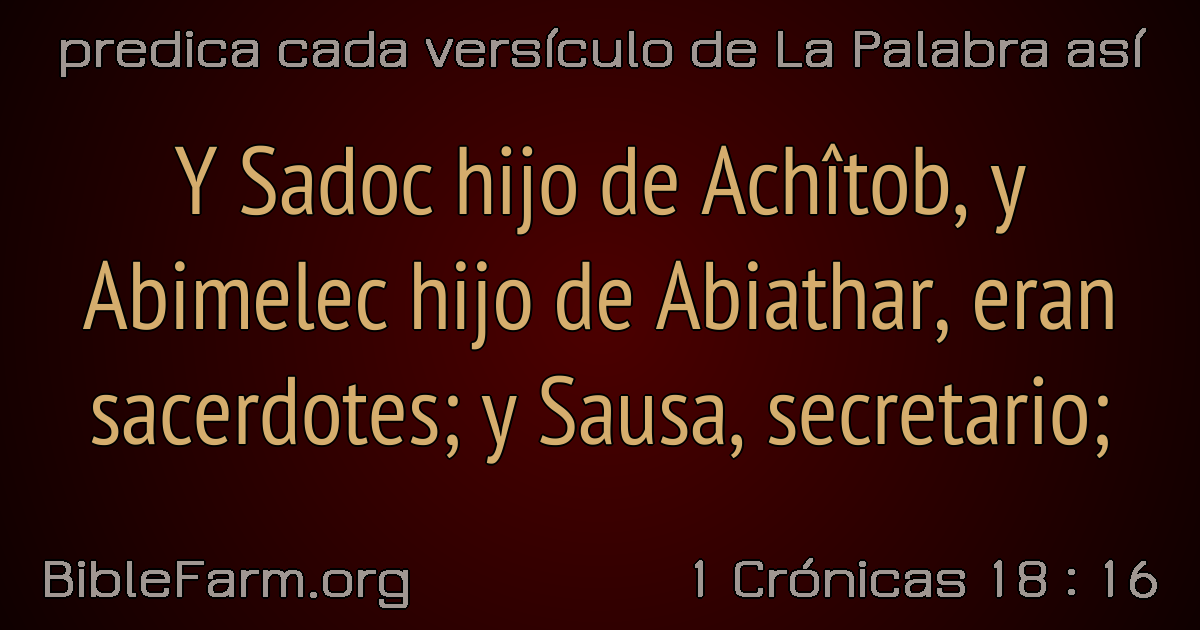 predica cada versículo de La Palabra así
Y Sadoc hijo de Achîtob, y
Abimelec hijo de Abiathar, eran
sacerdotes; y Sausa, secretario;
BibleFarm.org
1 Crónicas 18 : 16